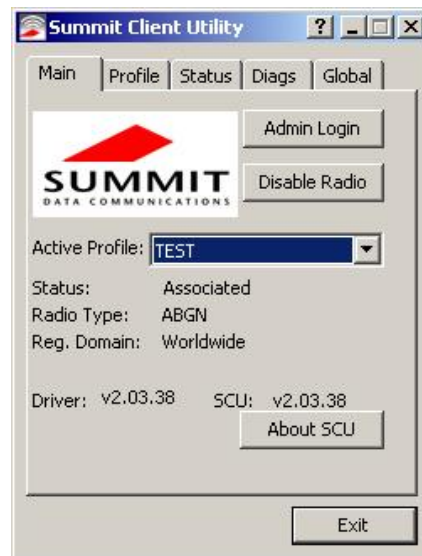 Summit Client Utility ?
Main Profile Status Diags Global
SUMMIT
DATA COMMUNICATIONS
Admin Login
Disable Radio
Active Profile: TEST
Status: Associated
Radio Type: ABGN
Reg. Domain: Worldwide
Driver: v2.03.38 SCU: v2.03.38
About SCU
Exit